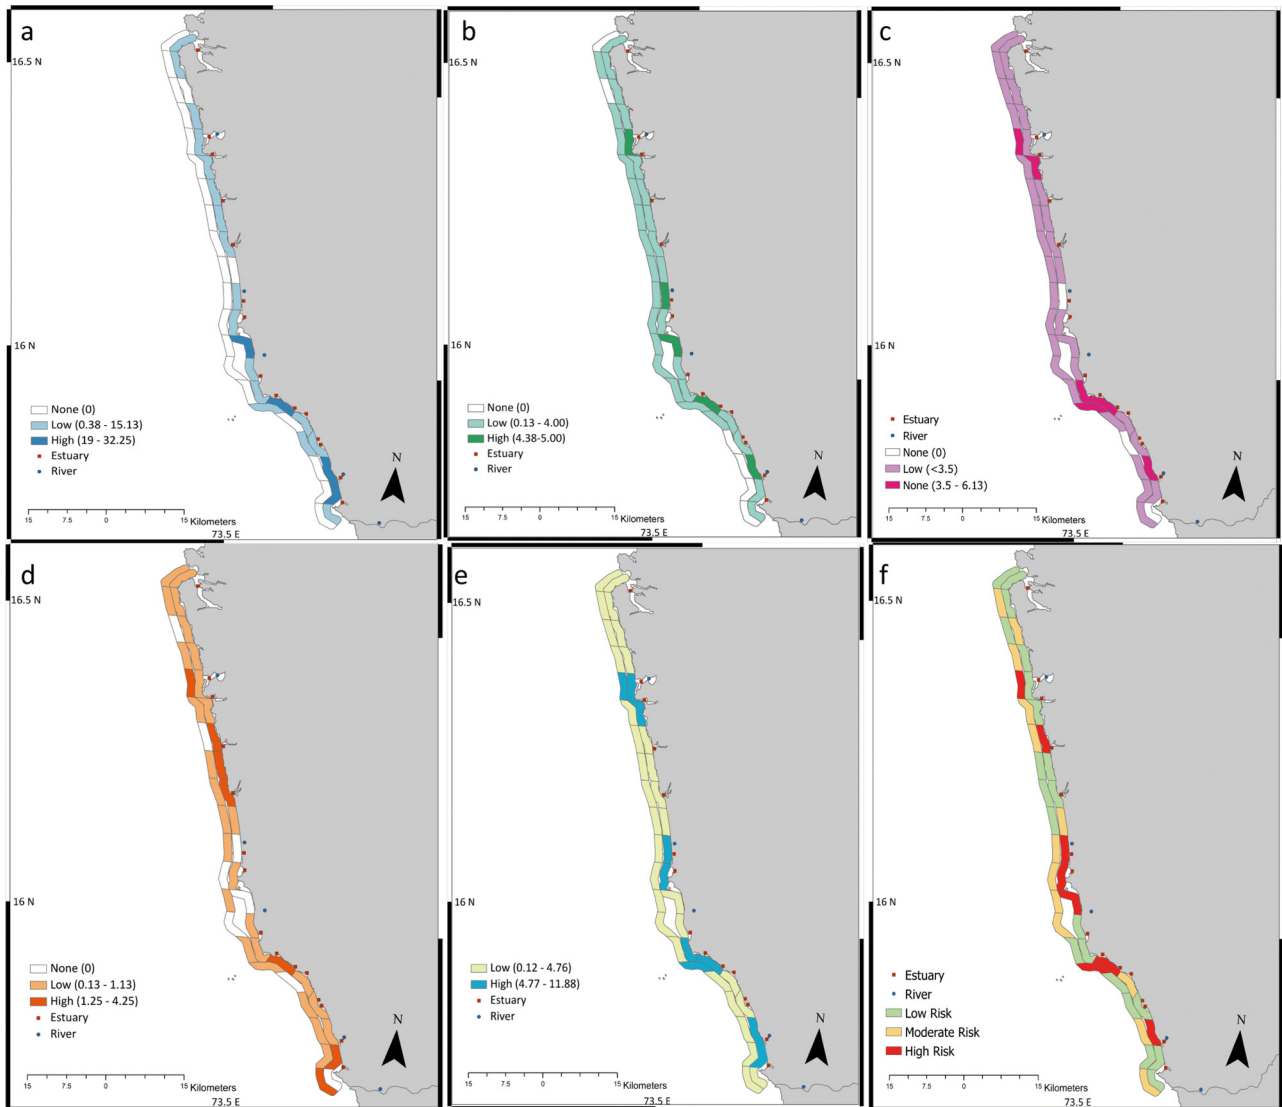 a
16.5 N
16 N
None (0)
Low (0.38 - 15.13)
High (19 - 32.25)
Estuary
River
N
15 7.5 0 15 Kilometers
73.5 E
b
16.5 N
16 N
None (0)
Low (0.13 - 4.00)
High (4.38-5.00)
Estuary
River
N
15 7.5 0 15 Kilometers
73.5 E
c
16.5 N
16 N
Estuary
River
None (0)
Low (<3.5)
None (3.5 - 6.13)
N
15 7.5 0 15 Kilometers
73.5 E
d
16.5 N
16 N
None (0)
Low (0.13 - 1.13)
High (1.25 - 4.25)
Estuary
River
N
15 7.5 0 15 Kilometers
73.5 E
e
16.5 N
16 N
Low (0.12 - 4.76)
High (4.77 - 11.88)
Estuary
River
N
15 7.5 0 15 Kilometers
73.5 E
f
16.5 N
16 N
Estuary
River
Low Risk
Moderate Risk
High Risk
N
15 7.5 0 15 Kilometers
73.5 E